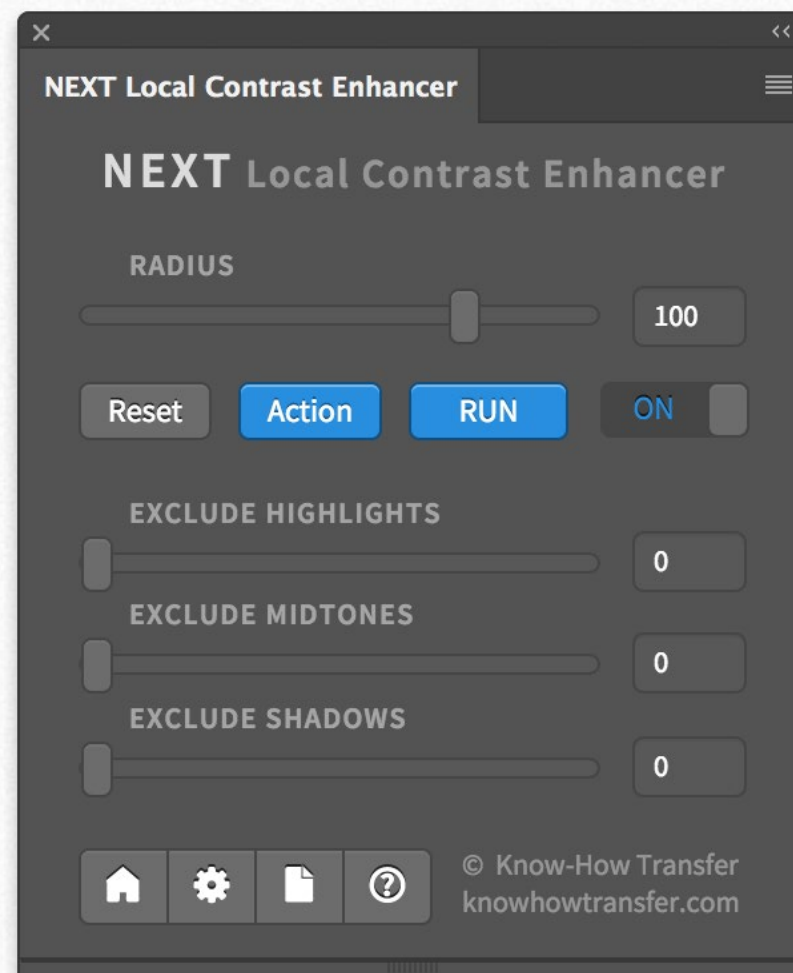 NEXT Local Contrast Enhancer
NEXT Local Contrast Enhancer
RADIUS
100
Reset Action RUN ON
EXCLUDE HIGHLIGHTS
0
EXCLUDE MIDTONES
0
EXCLUDE SHADOWS
0
© Know-How Transfer
knowhowtransfer.com